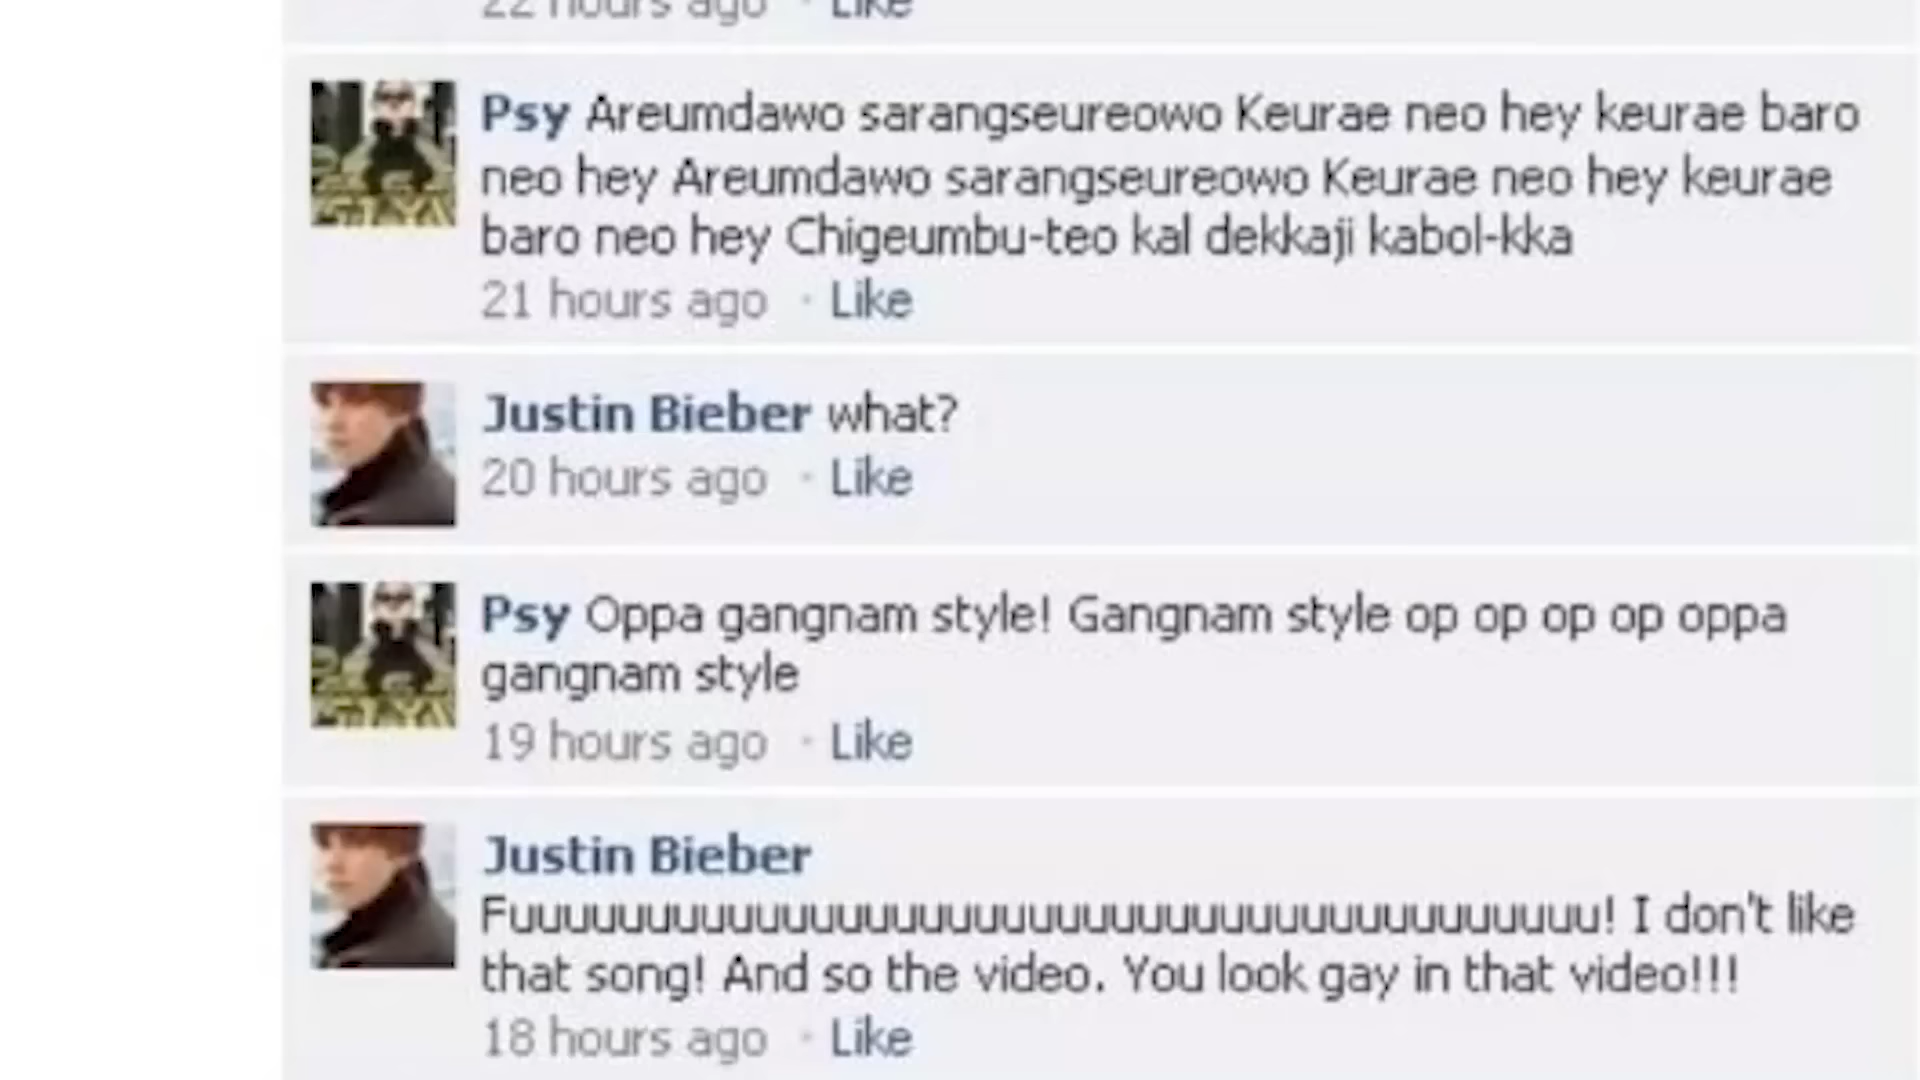 22 hours ago · Like
Psy Areumdawo sarangseureowo Keurae neo hey keurae baro
neo hey Areumdawo sarangseureowo Keurae neo hey keurae
baro neo hey Chigeumbu-teo kal dekkaji kabol-kka
21 hours ago · Like
Justin Bieber what?
20 hours ago · Like
Psy Oppa gangnam style! Gangnam style op op op op oppa
gangnam style
19 hours ago · Like
Justin Bieber
Fuuuuuuuuuuuuuuuuuuuuuuuuuuuuuuuuuuuuuuuu! I don't like
that song! And so the video. You look gay in that video!!!
18 hours ago · Like